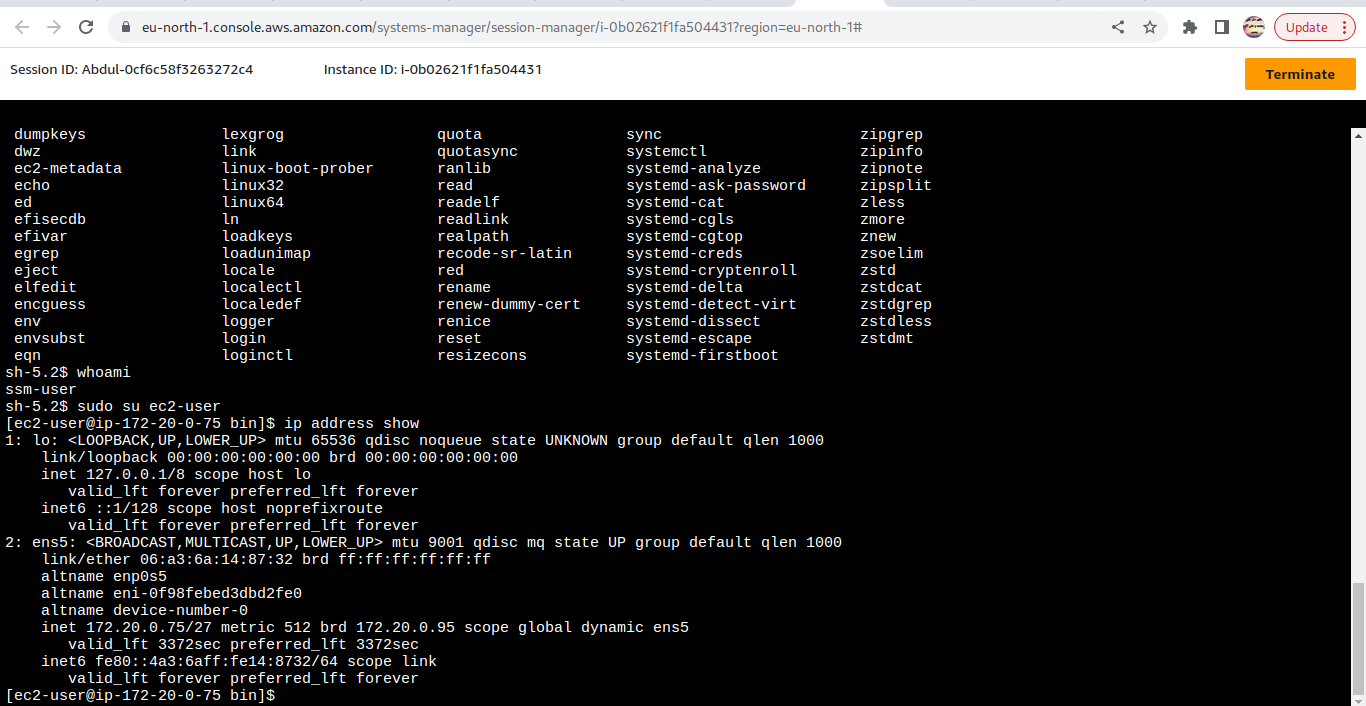 eu-north-1.console.aws.amazon.com/systems-manager/session-manager/i-0b02621f1fa504431?region=eu-north-1#
Update
Session ID: Abdul-0cf6c58f3263272c4 Instance ID: i-0b02621f1fa504431
Terminate
dumpkeys lexgrog quota sync zipgrep
dwz link quotasync systemctl zipinfo
ec2-metadata linux-boot-prober ranlib systemd-analyze zipnote
echo linux32 read systemd-ask-password zipsplit
ed linux64 readelf systemd-cat zless
efisecdb ln readlink systemd-cgls zmore
efivar loadkeys realpath systemd-cgtop znew
egrep loadunimap recode-sr-latin systemd-creds zsoelim
eject locale red systemd-cryptenroll zstd
elfedit localectl rename systemd-delta zstdcat
encguess localedef renew-dummy-cert systemd-detect-virt zstdgrep
env logger renice systemd-dissect zstdless
envsubst login reset systemd-escape zstdmt
eqn loginctl resizecons systemd-firstboot
sh-5.2$ whoami
ssm-user
sh-5.2$ sudo su ec2-user
[ec2-user@ip-172-20-0-75 bin]$ ip address show
1: lo: <LOOPBACK,UP,LOWER_UP> mtu 65536 qdisc noqueue state UNKNOWN group default qlen 1000
link/loopback 00:00:00:00:00:00 brd 00:00:00:00:00:00
inet 127.0.0.1/8 scope host lo
valid_lft forever preferred_lft forever
inet6 ::1/128 scope host noprefixroute
valid_lft forever preferred_lft forever
2: ens5: <BROADCAST,MULTICAST,UP,LOWER_UP> mtu 9001 qdisc mq state UP group default qlen 1000
link/ether 06:a3:6a:14:87:32 brd ff:ff:ff:ff:ff:ff
altname enp0s5
altname eni-0f98febed3dbd2fe0
altname device-number-0
inet 172.20.0.75/27 metric 512 brd 172.20.0.95 scope global dynamic ens5
valid_lft 3372sec preferred_lft 3372sec
inet6 fe80::4a3:6aff:fe14:8732/64 scope link
valid_lft forever preferred_lft forever
[ec2-user@ip-172-20-0-75 bin]$